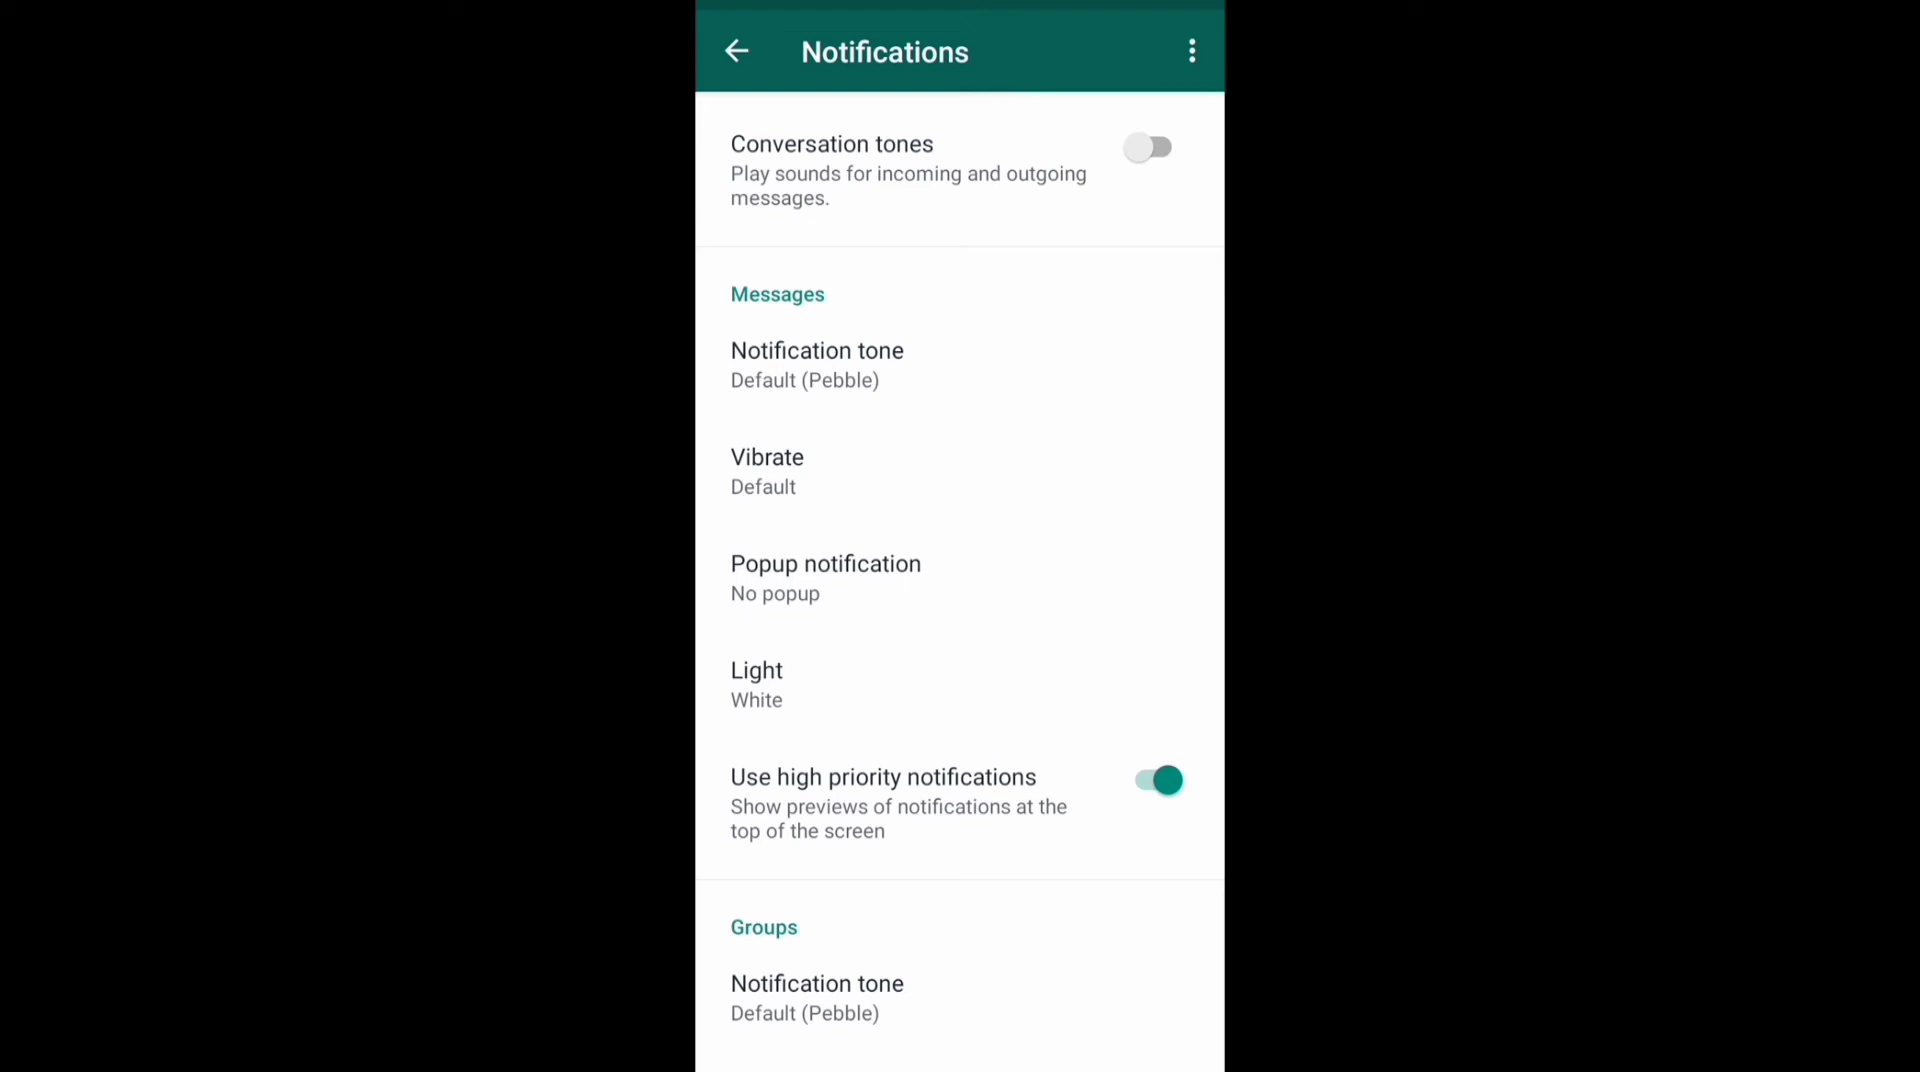 Notifications
Conversation tones
Play sounds for incoming and outgoing
messages.
Messages
Notification tone
Default (Pebble)
Vibrate
Default
Popup notification
No popup
Light
White
Use high priority notifications
Show previews of notifications at the
top of the screen
Groups
Notification tone
Default (Pebble)